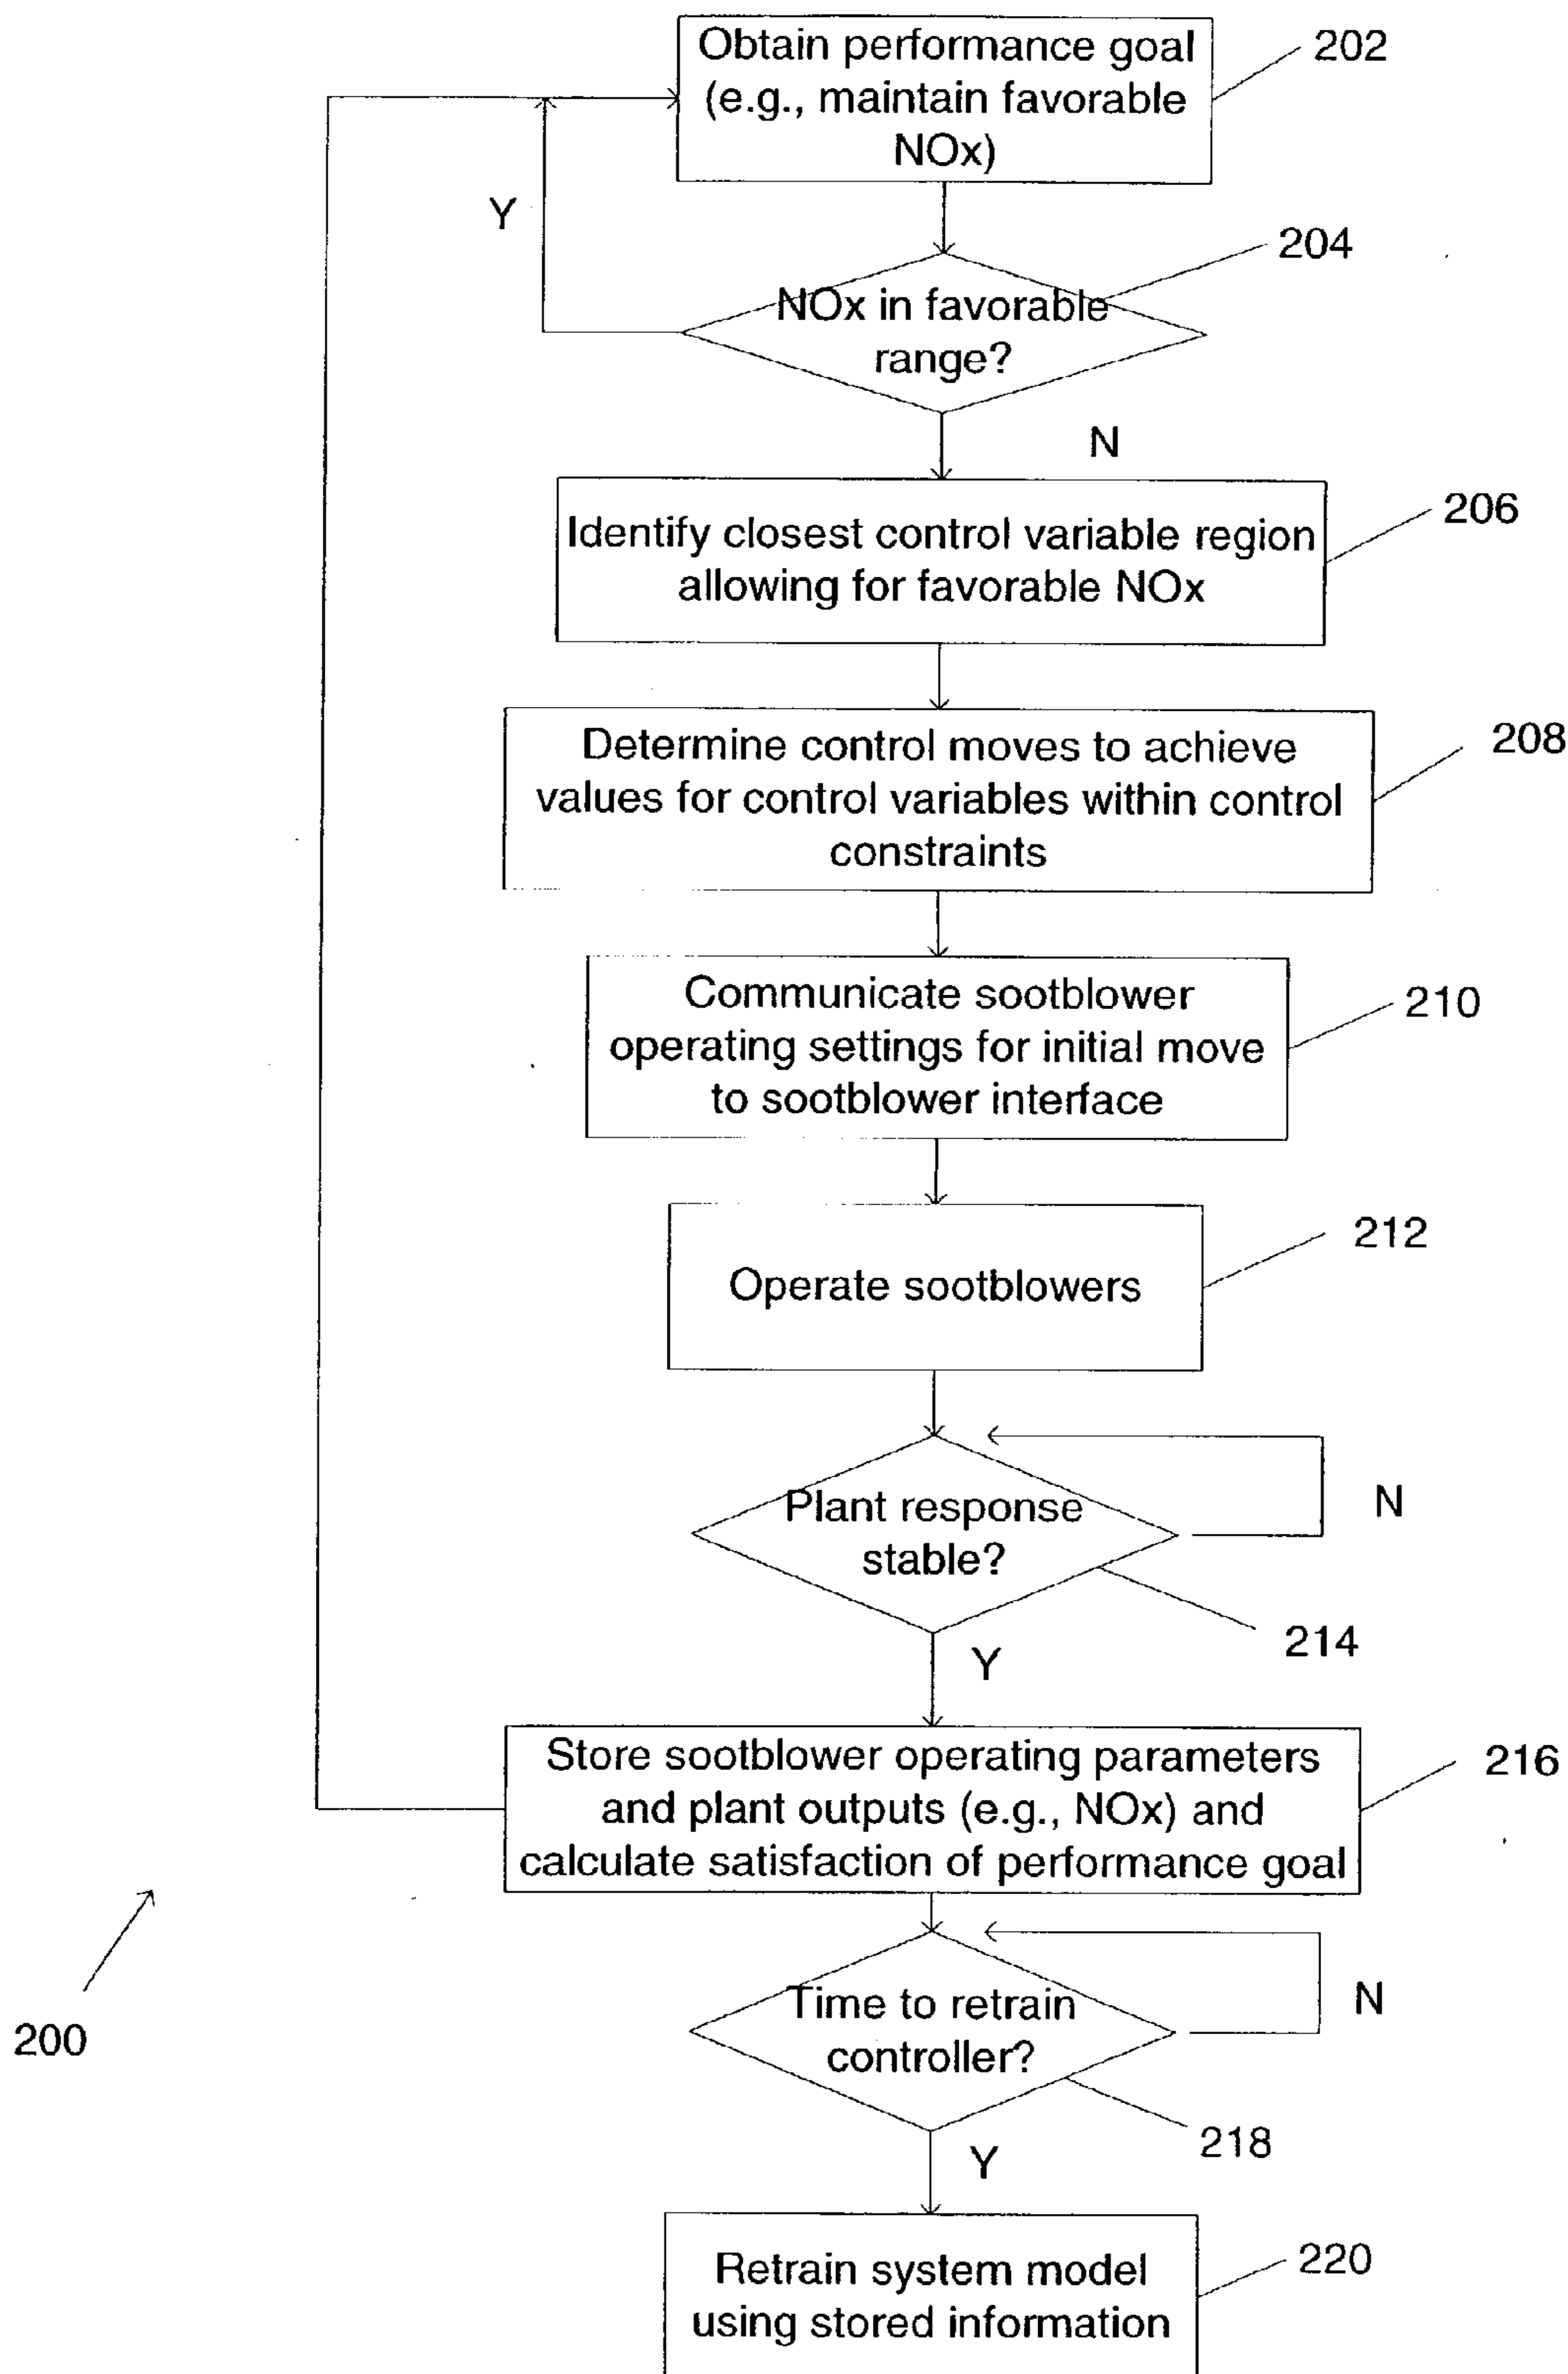 Obtain performance goal
(e.g., maintain favorable
NOx)
202
Y
204
NOx in favorable
range?
N
206
Identify closest control variable region
allowing for favorable NOx
208
Determine control moves to achieve
values for control variables within control
constraints
210
Communicate sootblower
operating settings for initial move
to sootblower interface
212
Operate sootblowers
Plant response
stable?
N
214
Y
216
Store sootblower operating parameters
and plant outputs (e.g., NOx) and
calculate satisfaction of performance goal
200
Time to retrain
controller?
N
218
Y
220
Retrain system model
using stored information